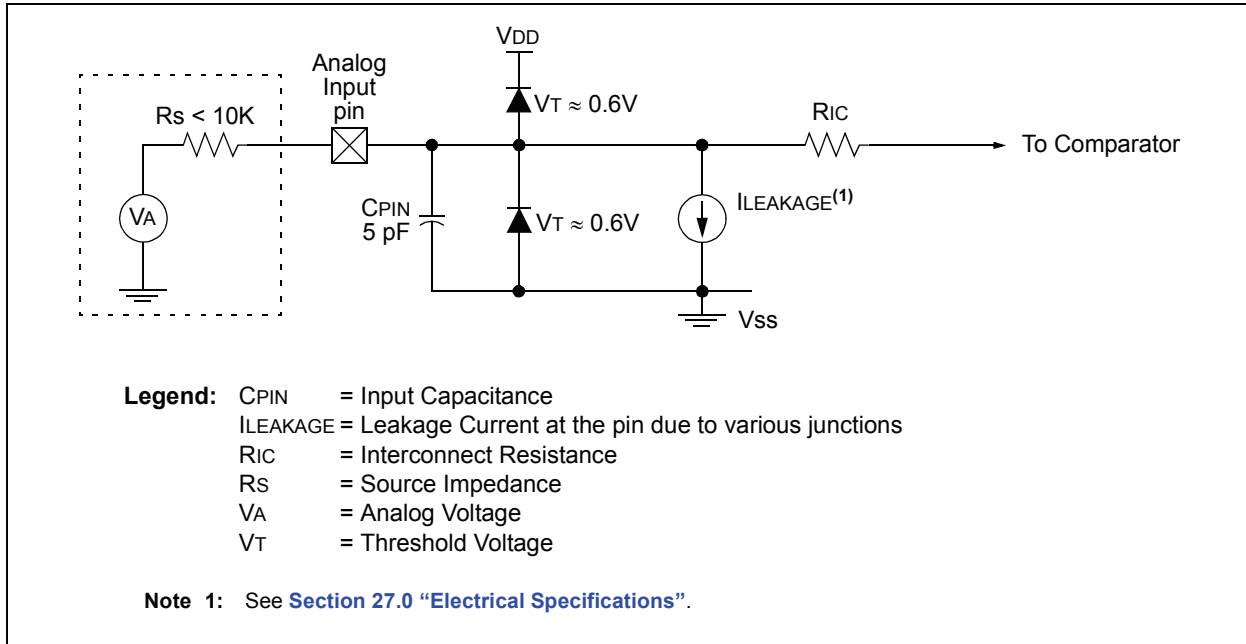 VDD
Analog
Input
pin
Rs < 10K
VT ≈ 0.6V
RIC
To Comparator
VA
CPIN
5 pF
VT ≈ 0.6V
ILEAKAGE(1)
Vss
Legend: CPIN = Input Capacitance
ILEAKAGE = Leakage Current at the pin due to various junctions
RIC = Interconnect Resistance
RS = Source Impedance
VA = Analog Voltage
VT = Threshold Voltage
Note 1: See Section 27.0 “Electrical Specifications”.